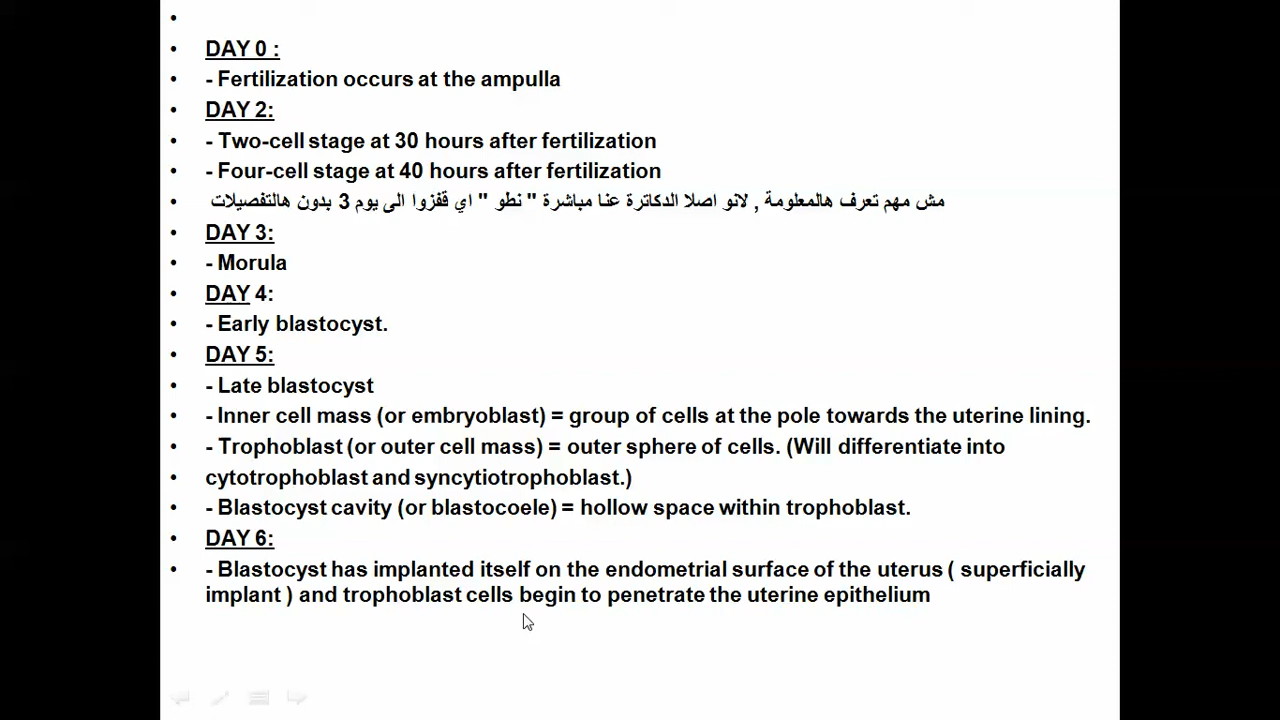 DAY 0 :
- Fertilization occurs at the ampulla
DAY 2:
- Two-cell stage at 30 hours after fertilization
- Four-cell stage at 40 hours after fertilization
مش مهم تعرف هالمعلومة , لانو اصلا الدكاترة عنا مباشرة " نطو " اي قفزوا الى يوم 3 بدون هالتفصيلات
DAY 3:
- Morula
DAY 4:
- Early blastocyst.
DAY 5:
- Late blastocyst
- Inner cell mass (or embryoblast) = group of cells at the pole towards the uterine lining.
- Trophoblast (or outer cell mass) = outer sphere of cells. (Will differentiate into
cytotrophoblast and syncytiotrophoblast.)
- Blastocyst cavity (or blastocoele) = hollow space within trophoblast.
DAY 6:
- Blastocyst has implanted itself on the endometrial surface of the uterus ( superficially
implant ) and trophoblast cells begin to penetrate the uterine epithelium